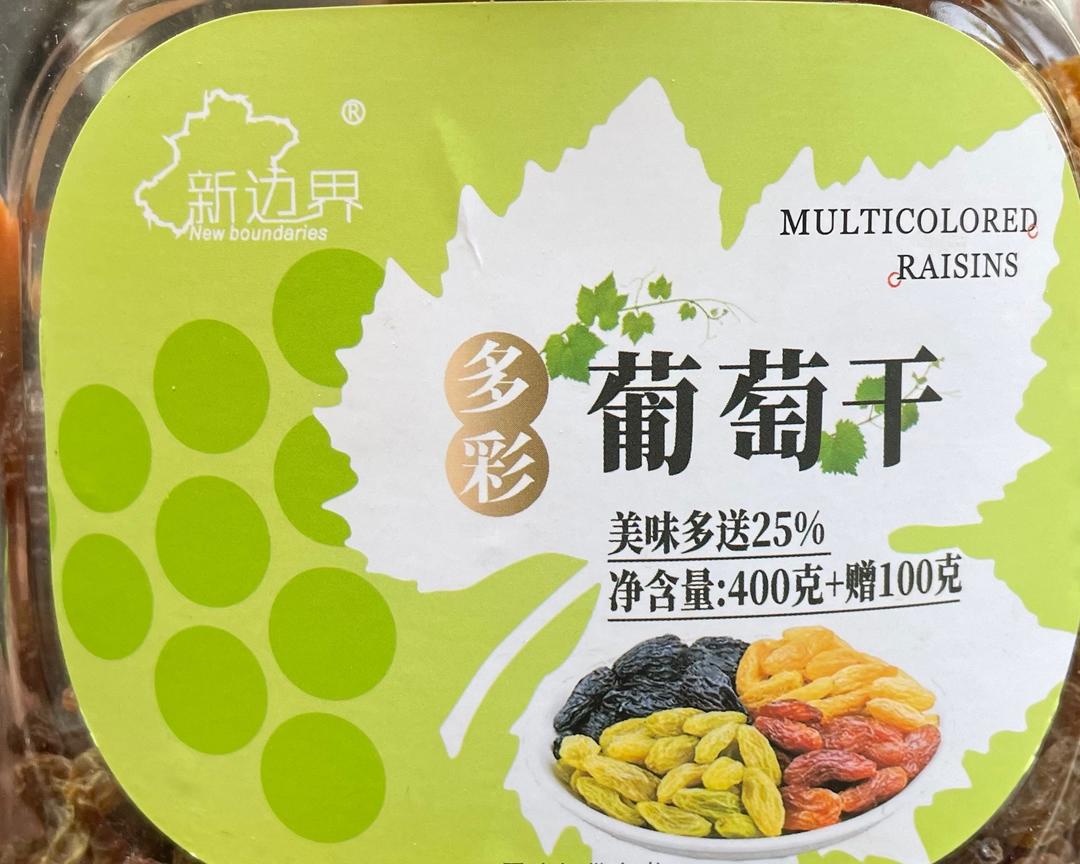 新边界
®
New boundaries
MULTICOLORED
RAISINS
多彩
葡萄干
美味多送25%
净含量:400克+赠100克